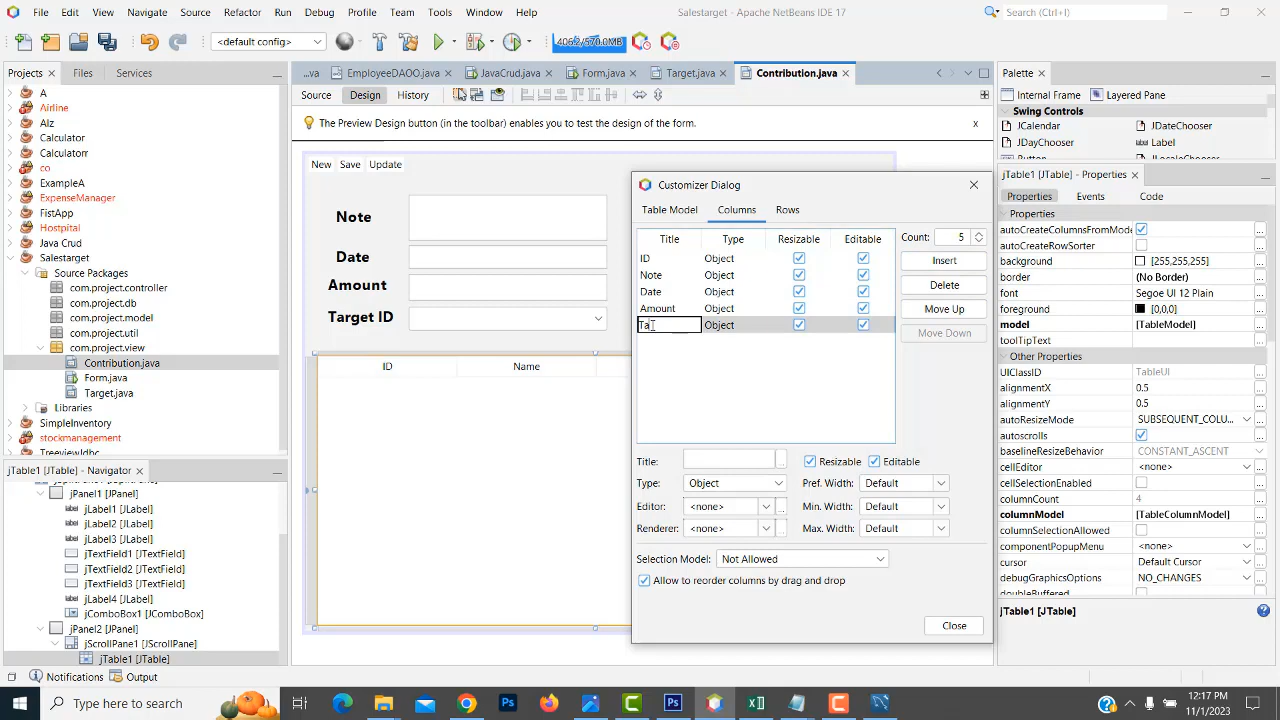 File Edit View Navigate Source Refactor Run Debug Profile Team Tools Window Help
Salestarget - Apache NetBeans IDE 17
Search (Ctrl+I)
<default config>
406.2/570.0MB
Projects
Files
Services
...va
EmployeeDAOO.java
JavaCrud.java
Form.java
Target.java
Contribution.java
Source
Design
History
The Preview Design button (in the toolbar) enables you to test the design of the form.
x
A
Airline
Alz
Calculator
Calculatorr
co
ExampleA
ExpenseManager
FistApp
Hostpital
Java Crud
Salestarget
Source Packages
com.project.controller
com.project.db
com.project.model
com.project.util
com.project.view
Contribution.java
Form.java
Target.java
Libraries
SimpleInventory
stockmanagement
jTable1 [JTable] - Navigator
jPanel1 [JPanel]
jLabel1 [JLabel]
jLabel2 [JLabel]
jLabel3 [JLabel]
jTextField1 [JTextField]
jTextField2 [JTextField]
jTextField3 [JTextField]
jLabel4 [JLabel]
jComboBox1 [JComboBox]
jPanel2 [JPanel]
jScrollPane1 [JScrollPane]
jTable1 [JTable]
New Save Update
Note
Date
Amount
Target ID
ID Name
Customizer Dialog
Table Model Columns Rows
Title Type Resizable Editable
ID Object
Note Object
Date Object
Amount Object
Ta Object
Count: 5
Insert
Delete
Move Up
Move Down
Title: Resizable Editable
Type: Object Pref. Width: Default
Editor: <none> Min. Width: Default
Renderer: <none> Max. Width: Default
Selection Model: Not Allowed
Allow to reorder columns by drag and drop
Close
Palette
Internal Frame Layered Pane
Swing Controls
JCalendar JDateChooser
JDayChooser JLocaleChooser
jTable1 [JTable] - Properties
Properties Events Code
Properties
autoCreateColumnsFromMode
autoCreateRowSorter
background [255,255,255]
border (No Border)
font Segoe UI 12 Plain
foreground [0,0,0]
model [TableModel]
toolTipText
Other Properties
UIClassID TableUI
alignmentX 0.5
alignmentY 0.5
autoResizeMode SUBSEQUENT_COLU...
autoscrolls
baselineResizeBehavior CONSTANT_ASCENT
cellEditor <none>
cellSelectionEnabled
columnCount 4
columnModel [TableColumnModel]
columnSelectionAllowed
componentPopupMenu <none>
cursor Default Cursor
debugGraphicsOptions NO_CHANGES
jTable1 [JTable]
Notifications Output
Type here to search
12:17 PM
11/1/2023